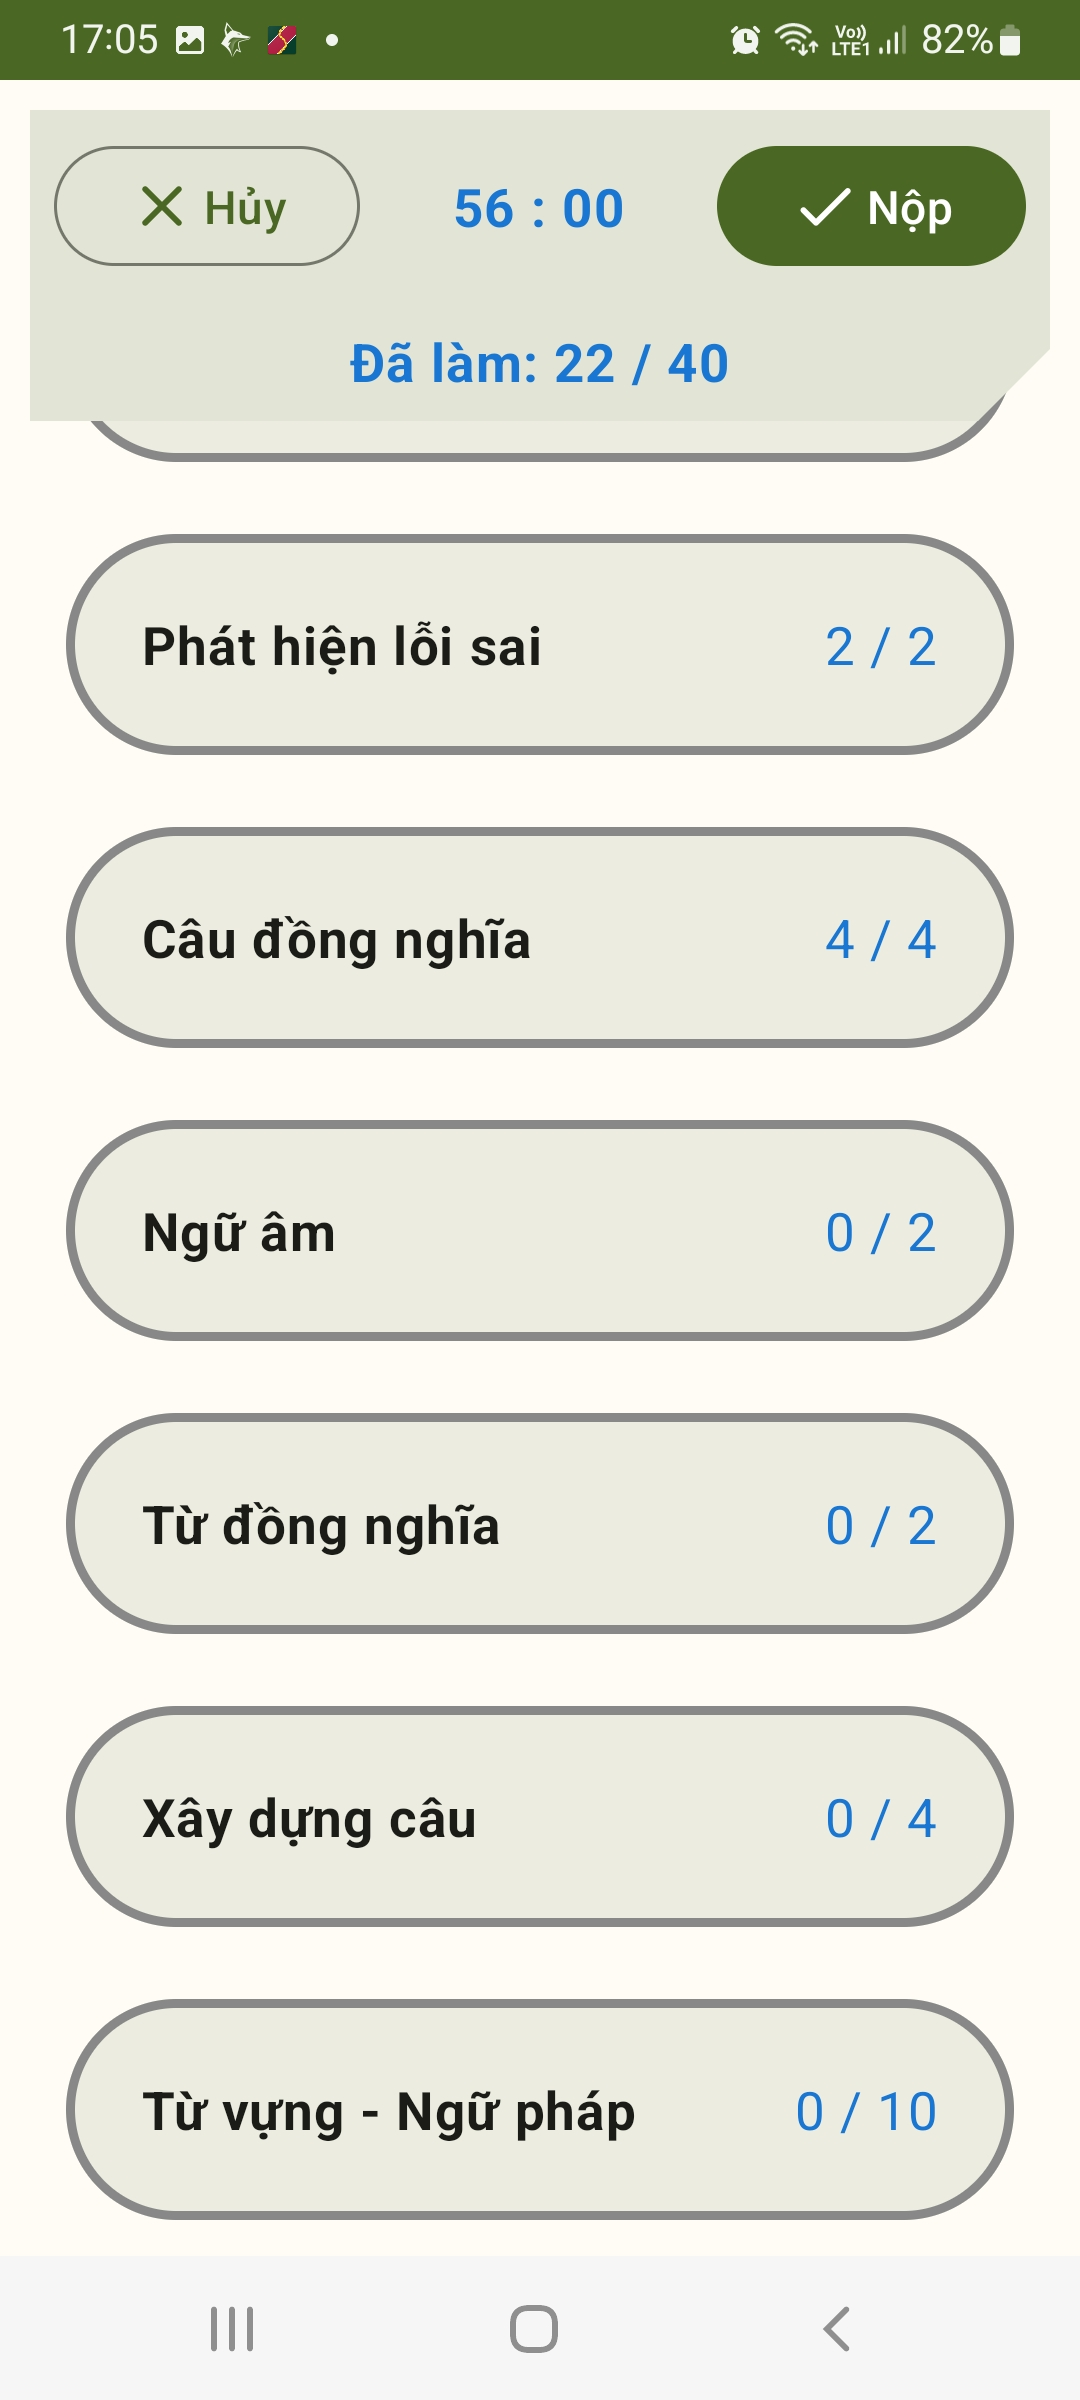 17:05
Vo)) LTE1 82%
Hủy
56 : 00
Nộp
Đã làm: 22 / 40
Phát hiện lỗi sai 2 / 2
Câu đồng nghĩa 4 / 4
Ngữ âm 0 / 2
Từ đồng nghĩa 0 / 2
Xây dựng câu 0 / 4
Từ vựng - Ngữ pháp 0 / 10